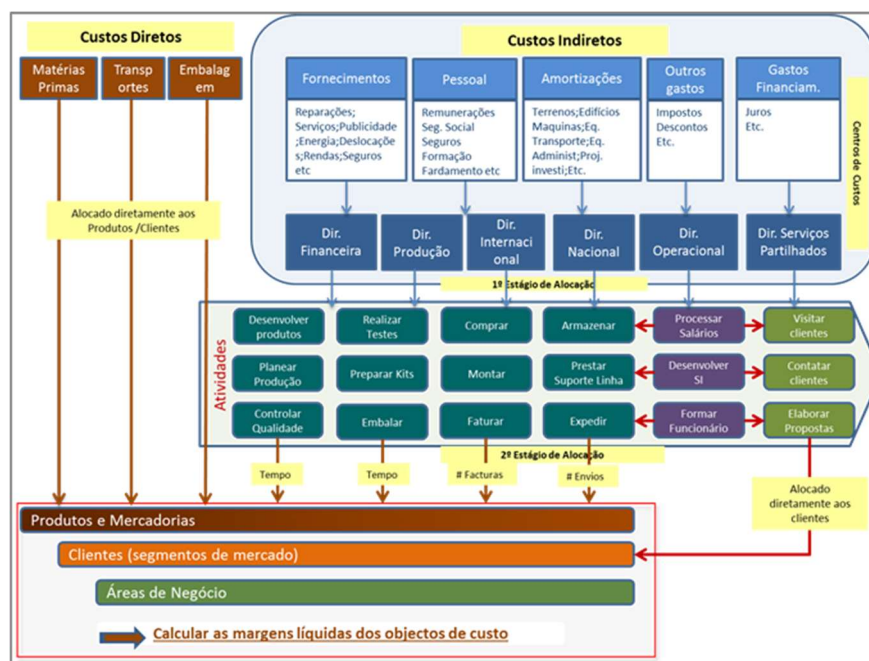 Custos Diretos
Matérias
Primas
Transp
ortes
Embalag
em
Custos Indiretos
Fornecimentos
Pessoal
Amortizações
Outros
gastos
Gastos
Financiam.
Reparações;
Serviços;Publicidade
;Energia;Deslocaçõe
s;Rendas;Seguros
etc
Remunerações
Seg. Social
Seguros
Formação
Fardamento etc
Terrenos;Edifícios
Maquinas;Eq.
Transporte;Eq.
Administ;Proj.
investi;Etc.
Impostos
Descontos
Etc.
Juros
Etc.
Centros de Custos
Alocado diretamente aos
Produtos /Clientes
Dir.
Financeira
Dir.
Produção
Dir.
Internaci
onal
Dir.
Nacional
Dir.
Operacional
Dir. Serviços
Partilhados
1º Estágio de Alocação
Atividades
Desenvolver
produtos
Realizar
Testes
Comprar
Armazenar
Processar
Salários
Visitar
clientes
Planear
Produção
Preparar Kits
Montar
Prestar
Suporte Linha
Desenvolver
SI
Contatar
clientes
Controlar
Qualidade
Embalar
Faturar
Expedir
Formar
Funcionário
Elaborar
Propostas
2º Estágio de Alocação
Tempo
Tempo
# Facturas
# Envios
Alocado
diretamente aos
clientes
Produtos e Mercadorias
Clientes (segmentos de mercado)
Áreas de Negócio
Calcular as margens líquidas dos objectos de custo